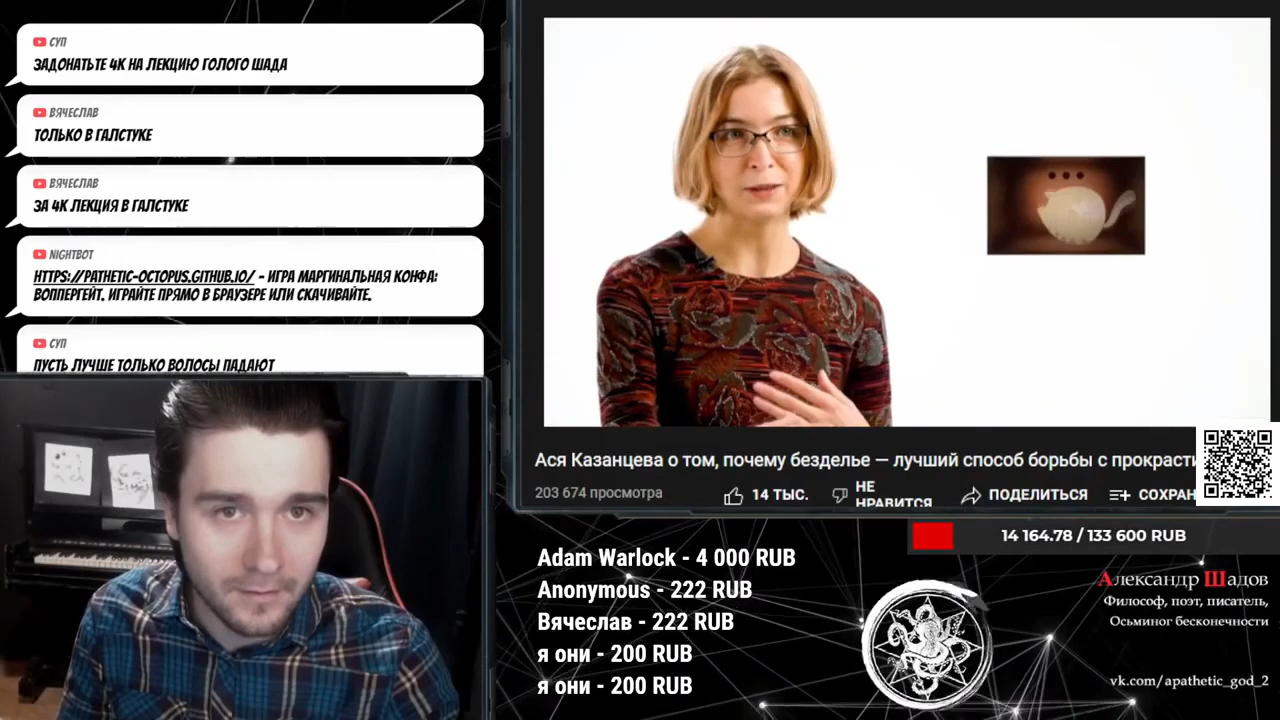 СУП
ЗАДОНАТЬТЕ 4К НА ЛЕКЦИЮ ГОЛОГО ШАДА
ВЯЧЕСЛАВ
ТОЛЬКО В ГАЛСТУКЕ
ВЯЧЕСЛАВ
ЗА 4К ЛЕКЦИЯ В ГАЛСТУКЕ
NIGHTBOT
HTTPS://PATHETIC-OCTOPUS.GITHUB.IO/ - ИГРА МАРГИНАЛЬНАЯ КОНФА:
ВОППЕРГЕЙТ. ИГРАЙТЕ ПРЯМО В БРАУЗЕРЕ ИЛИ СКАЧИВАЙТЕ.
СУП
ПУСТЬ ЛУЧШЕ ТОЛЬКО ВОЛОСЫ ПАДАЮТ
Ася Казанцева о том, почему безделье — лучший способ борьбы с прокрасти
203 674 просмотра
14 ТЫС.
НЕ
НРАВИТСЯ
ПОДЕЛИТЬСЯ
СОХРАН
14 164.78 / 133 600 RUB
Adam Warlock - 4 000 RUB
Anonymous - 222 RUB
Вячеслав - 222 RUB
я они - 200 RUB
я они - 200 RUB
Александр Шадов
Философ, поэт, писатель,
Осьминог бесконечности
vk.com/apathetic_god_2